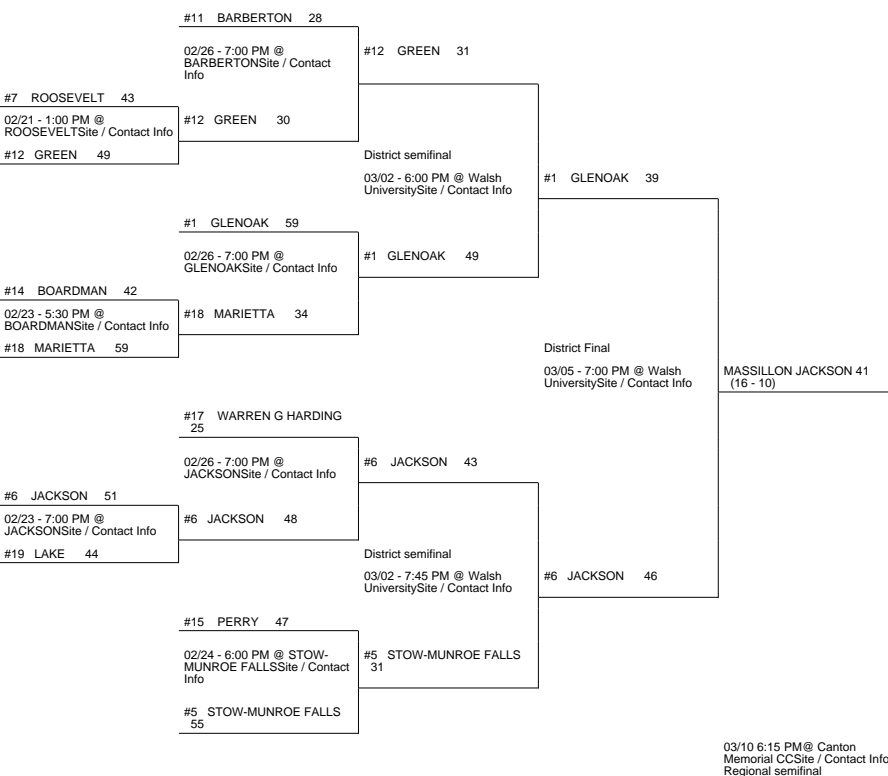 #11 BARBERTON 28
02/26 - 7:00 PM @
BARBERTONSite / Contact
Info
#12 GREEN 31
#7 ROOSEVELT 43
02/21 - 1:00 PM @
ROOSEVELTSite / Contact Info
#12 GREEN 30
#12 GREEN 49
District semifinal
03/02 - 6:00 PM @ Walsh
UniversitySite / Contact Info
#1 GLENOAK 39
#1 GLENOAK 59
02/26 - 7:00 PM @
GLENOAKSite / Contact Info
#1 GLENOAK 49
#14 BOARDMAN 42
02/23 - 5:30 PM @
BOARDMANSite / Contact Info
#18 MARIETTA 34
#18 MARIETTA 59
District Final
03/05 - 7:00 PM @ Walsh
UniversitySite / Contact Info
MASSILLON JACKSON 41
(16 - 10)
#17 WARREN G HARDING
25
02/26 - 7:00 PM @
JACKSONSite / Contact Info
#6 JACKSON 43
#6 JACKSON 51
02/23 - 7:00 PM @
JACKSONSite / Contact Info
#6 JACKSON 48
#19 LAKE 44
District semifinal
03/02 - 7:45 PM @ Walsh
UniversitySite / Contact Info
#6 JACKSON 46
#15 PERRY 47
02/24 - 6:00 PM @ STOW-
MUNROE FALLSSite / Contact
Info
#5 STOW-MUNROE FALLS
31
#5 STOW-MUNROE FALLS
55
03/10 6:15 PM@ Canton
Memorial CCSite / Contact Info
Regional semifinal